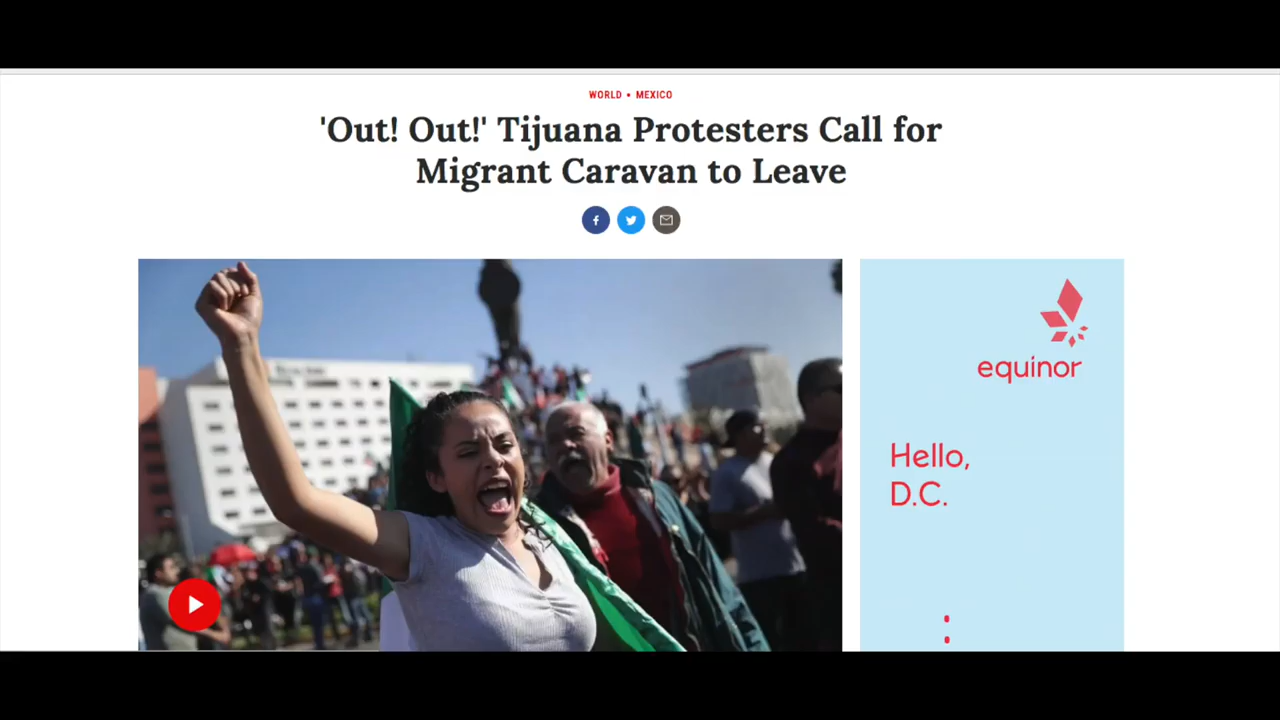 WORLD • MEXICO
'Out! Out!' Tijuana Protesters Call for
Migrant Caravan to Leave
equinor
Hello,
D.C.